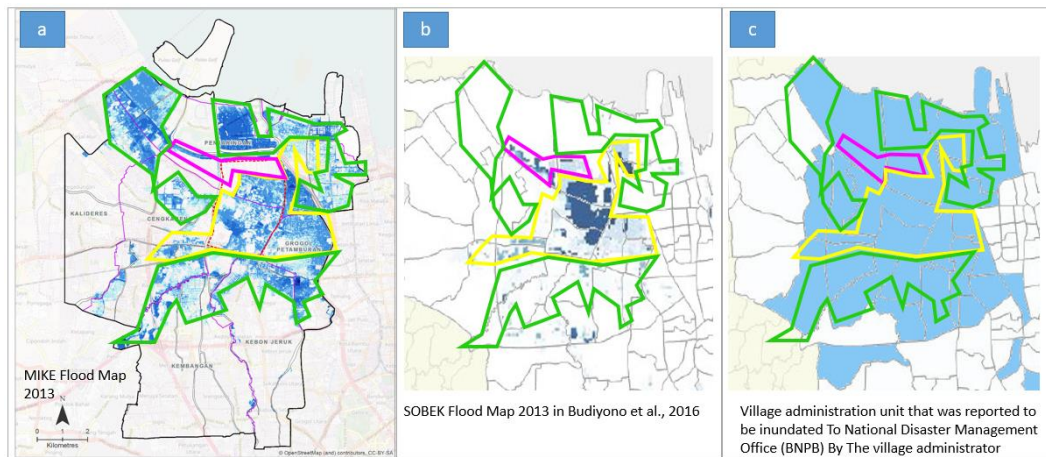 a
b
c
PENJARINGAN
KALIDERES
CENGKARENG
GROGOL
PETAMBURAN
KEBON JERUK
KEMBANGAN
MIKE Flood Map
2013
N
0 1 2
Kilometres
© OpenStreetMap (and) contributors, CC-BY-SA
SOBEK Flood Map 2013 in Budiyono et al., 2016
Village administration unit that was reported to
be inundated To National Disaster Management
Office (BNPB) By The village administrator